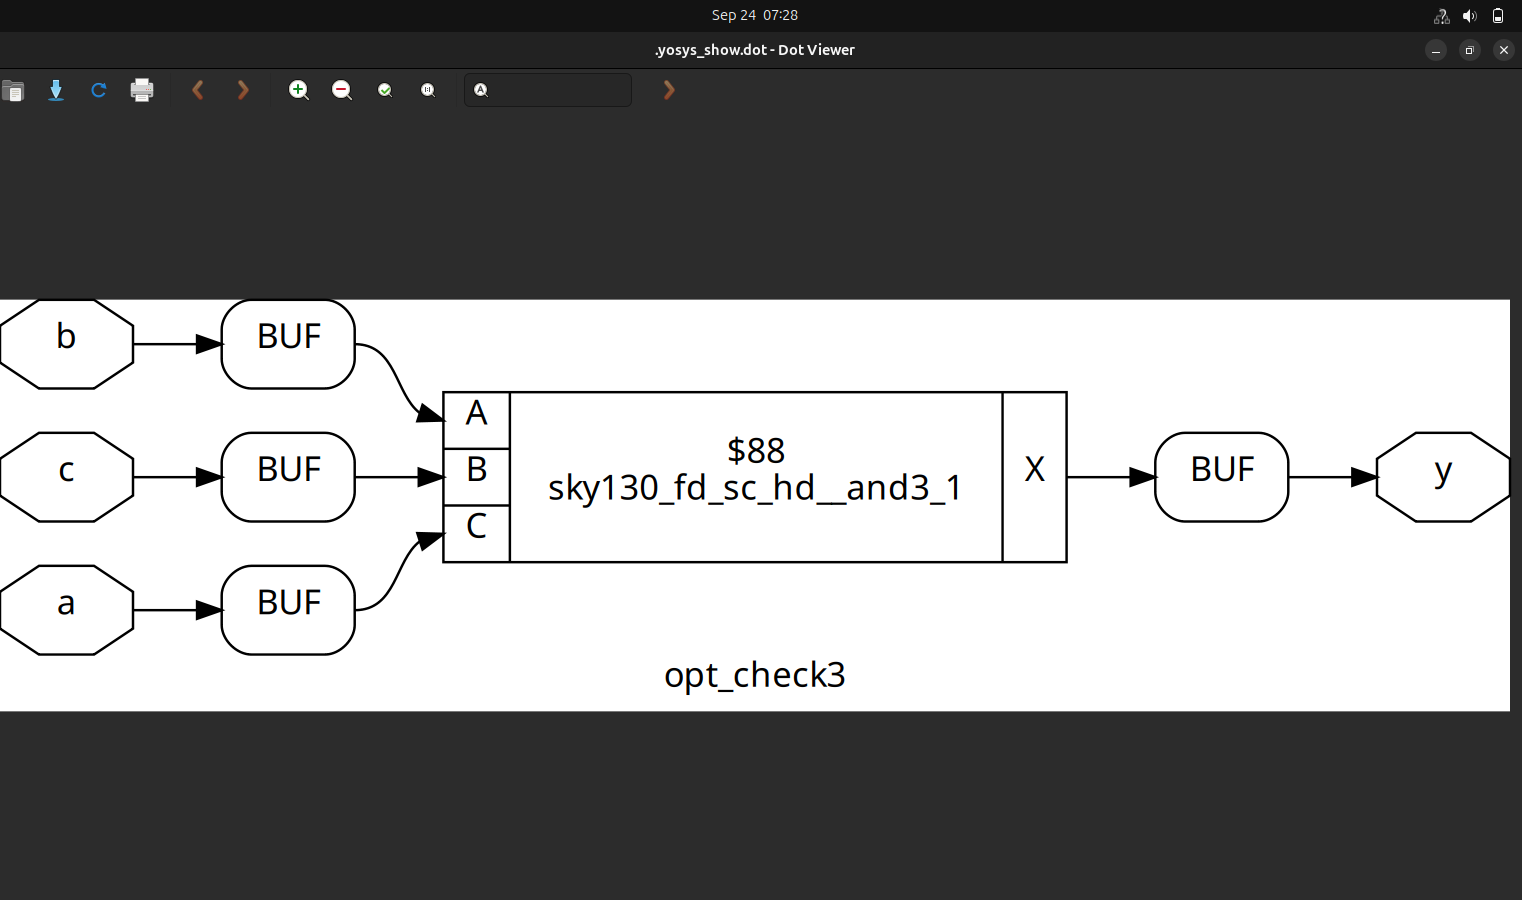 Sep 24 07:28
.yosys_show.dot - Dot Viewer
b
BUF
A
c
BUF
B
$88
sky130_fd_sc_hd__and3_1
X
BUF
y
C
a
BUF
opt_check3